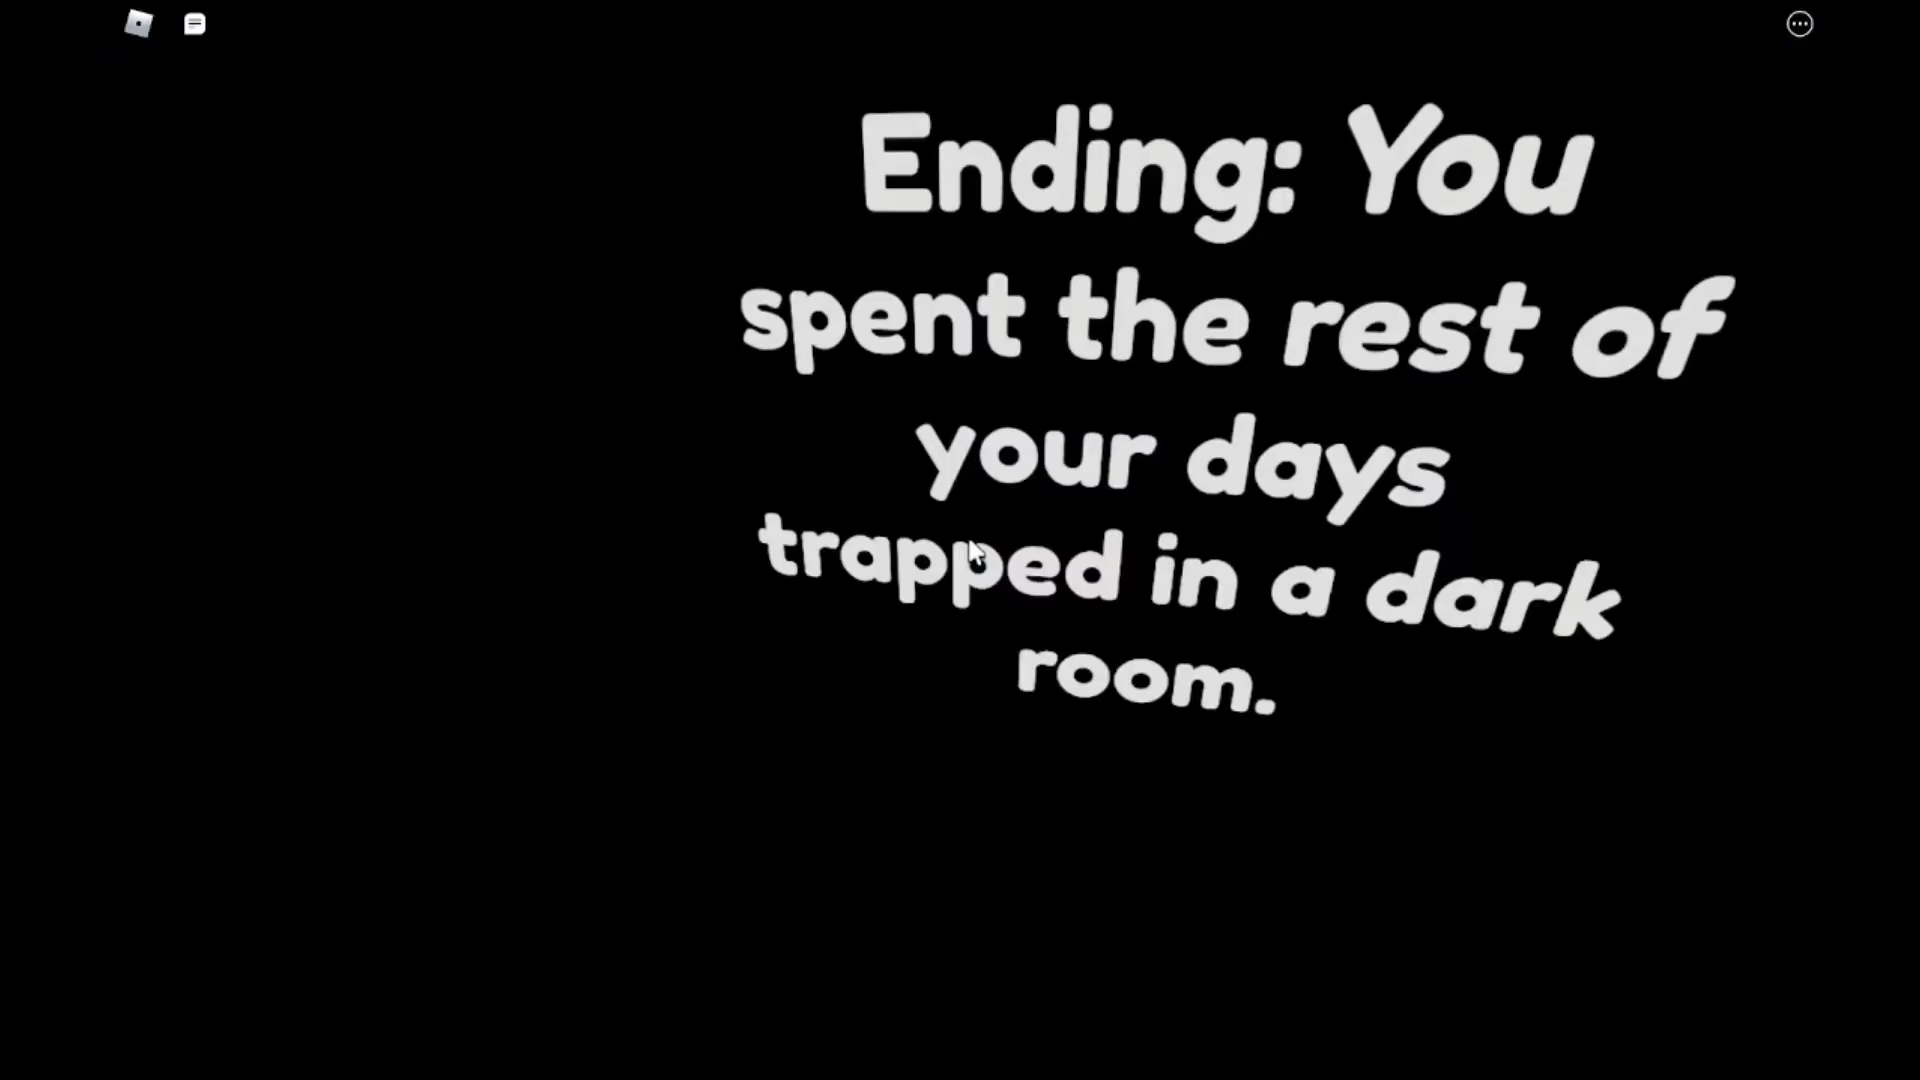 Ending: You
spent the rest of
your days
trapped in a dark
room.